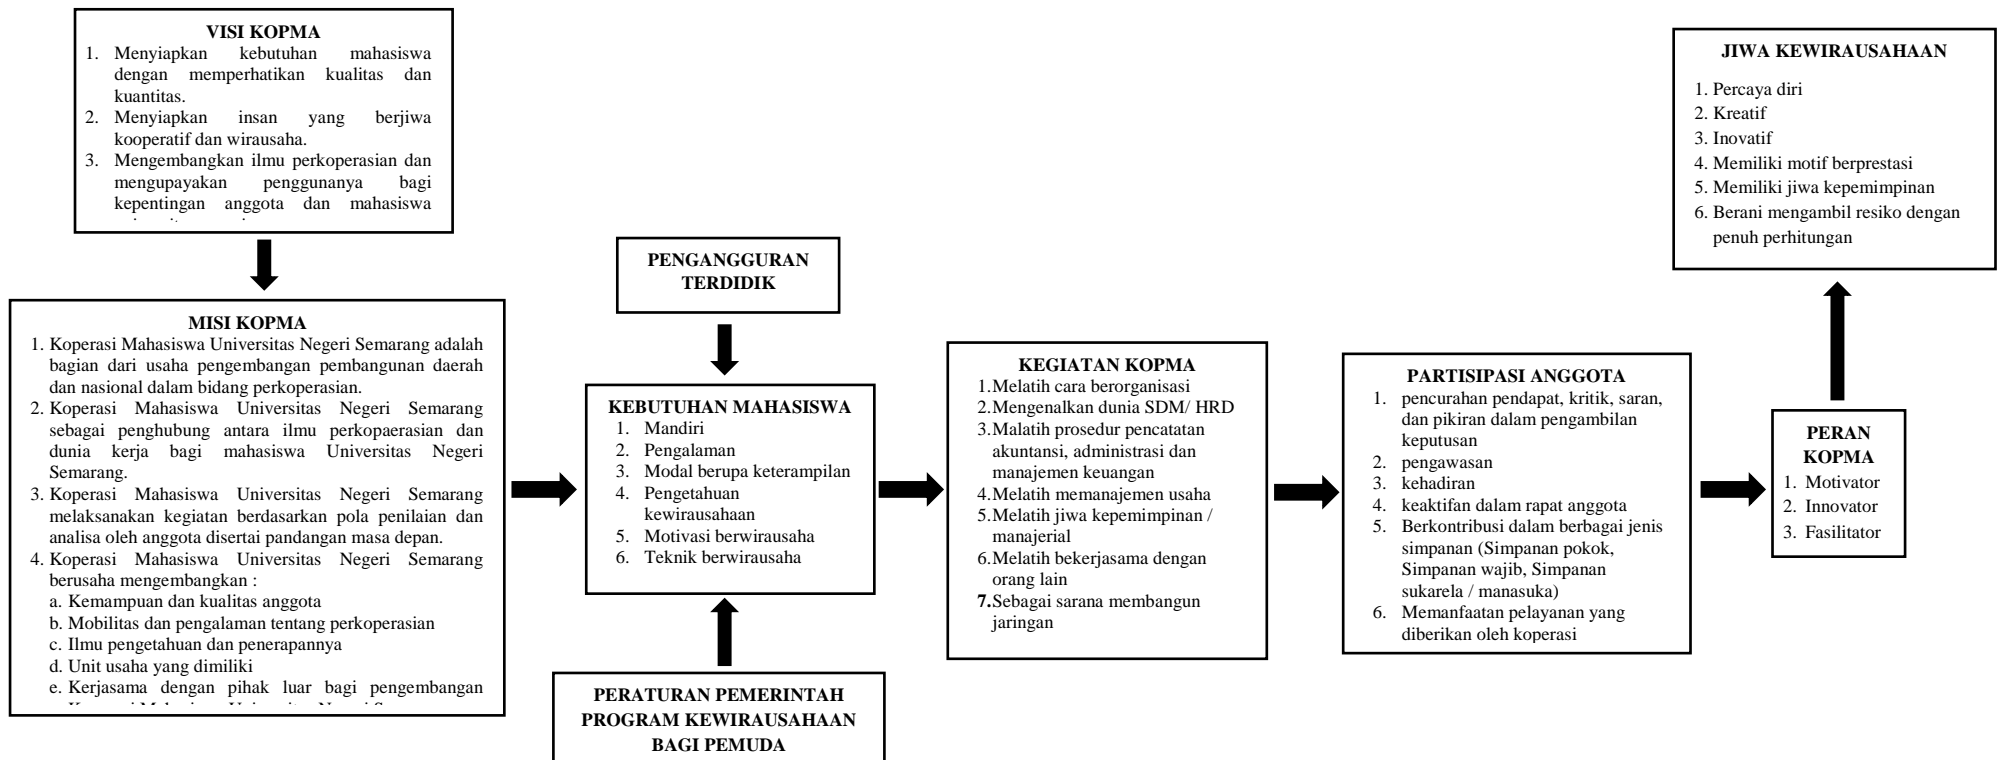 VISI KOPMA
1. Menyiapkan kebutuhan mahasiswa
dengan memperhatikan kualitas dan
kuantitas.
2. Menyiapkan insan yang berjiwa
kooperatif dan wirausaha.
3. Mengembangkan ilmu perkoperasian dan
mengupayakan penggunanya bagi
kepentingan anggota dan mahasiswa
MISI KOPMA
1. Koperasi Mahasiswa Universitas Negeri Semarang adalah
bagian dari usaha pengembangan pembangunan daerah
dan nasional dalam bidang perkoperasian.
2. Koperasi Mahasiswa Universitas Negeri Semarang
sebagai penghubung antara ilmu perkopaerasian dan
dunia kerja bagi mahasiswa Universitas Negeri
Semarang.
3. Koperasi Mahasiswa Universitas Negeri Semarang
melaksanakan kegiatan berdasarkan pola penilaian dan
analisa oleh anggota disertai pandangan masa depan.
4. Koperasi Mahasiswa Universitas Negeri Semarang
berusaha mengembangkan :
a. Kemampuan dan kualitas anggota
b. Mobilitas dan pengalaman tentang perkoperasian
c. Ilmu pengetahuan dan penerapannya
d. Unit usaha yang dimiliki
e. Kerjasama dengan pihak luar bagi pengembangan
PENGANGGURAN
TERDIDIK
KEBUTUHAN MAHASISWA
1. Mandiri
2. Pengalaman
3. Modal berupa keterampilan
4. Pengetahuan
kewirausahaan
5. Motivasi berwirausaha
6. Teknik berwirausaha
PERATURAN PEMERINTAH
PROGRAM KEWIRAUSAHAAN
BAGI PEMUDA
KEGIATAN KOPMA
1.Melatih cara berorganisasi
2.Mengenalkan dunia SDM/ HRD
3.Malatih prosedur pencatatan
akuntansi, administrasi dan
manajemen keuangan
4.Melatih memanajemen usaha
5.Melatih jiwa kepemimpinan /
manajerial
6.Melatih bekerjasama dengan
orang lain
7.Sebagai sarana membangun
jaringan
PARTISIPASI ANGGOTA
1. pencurahan pendapat, kritik, saran,
dan pikiran dalam pengambilan
keputusan
2. pengawasan
3. kehadiran
4. keaktifan dalam rapat anggota
5. Berkontribusi dalam berbagai jenis
simpanan (Simpanan pokok,
Simpanan wajib, Simpanan
sukarela / manasuka)
6. Memanfaatan pelayanan yang
diberikan oleh koperasi
PERAN
KOPMA
1. Motivator
2. Innovator
3. Fasilitator
JIWA KEWIRAUSAHAAN
1. Percaya diri
2. Kreatif
3. Inovatif
4. Memiliki motif berprestasi
5. Memiliki jiwa kepemimpinan
6. Berani mengambil resiko dengan
penuh perhitungan